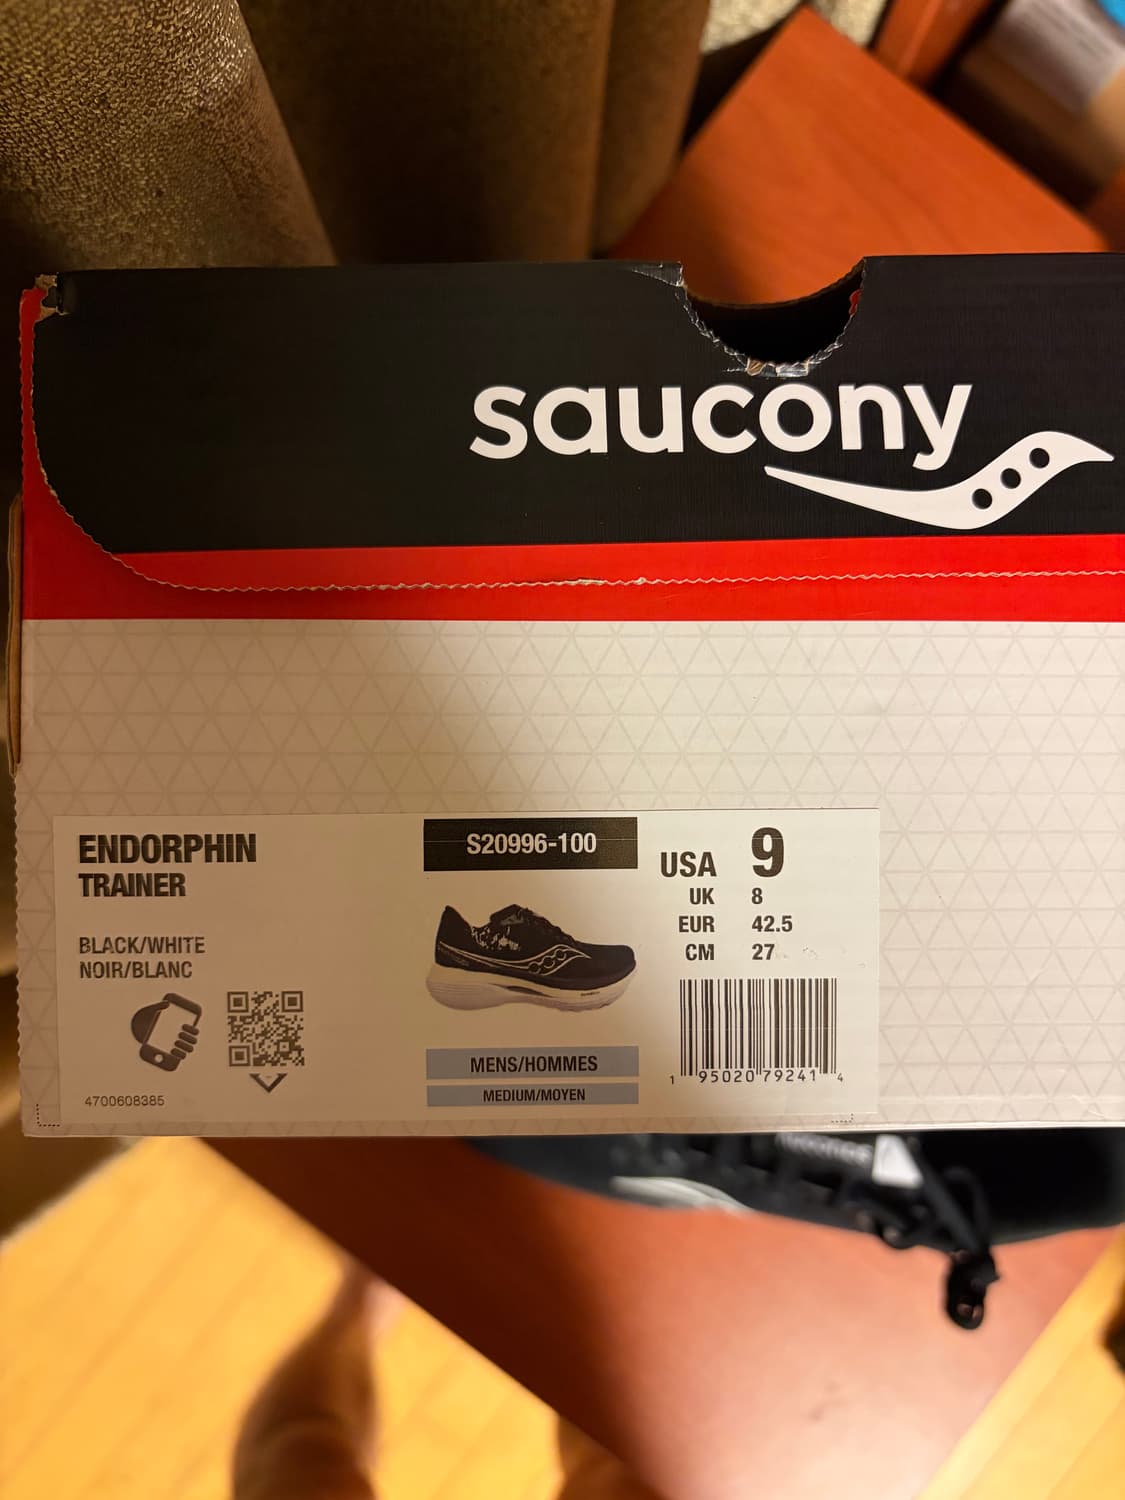 saucony
ENDORPHIN
TRAINER
BLACK/WHITE
NOIR/BLANC
4700608385
S20996-100
MENS/HOMMES
MEDIUM/MOYEN
USA 9
UK 8
EUR 42.5
CM 27
1 95020 79241 4